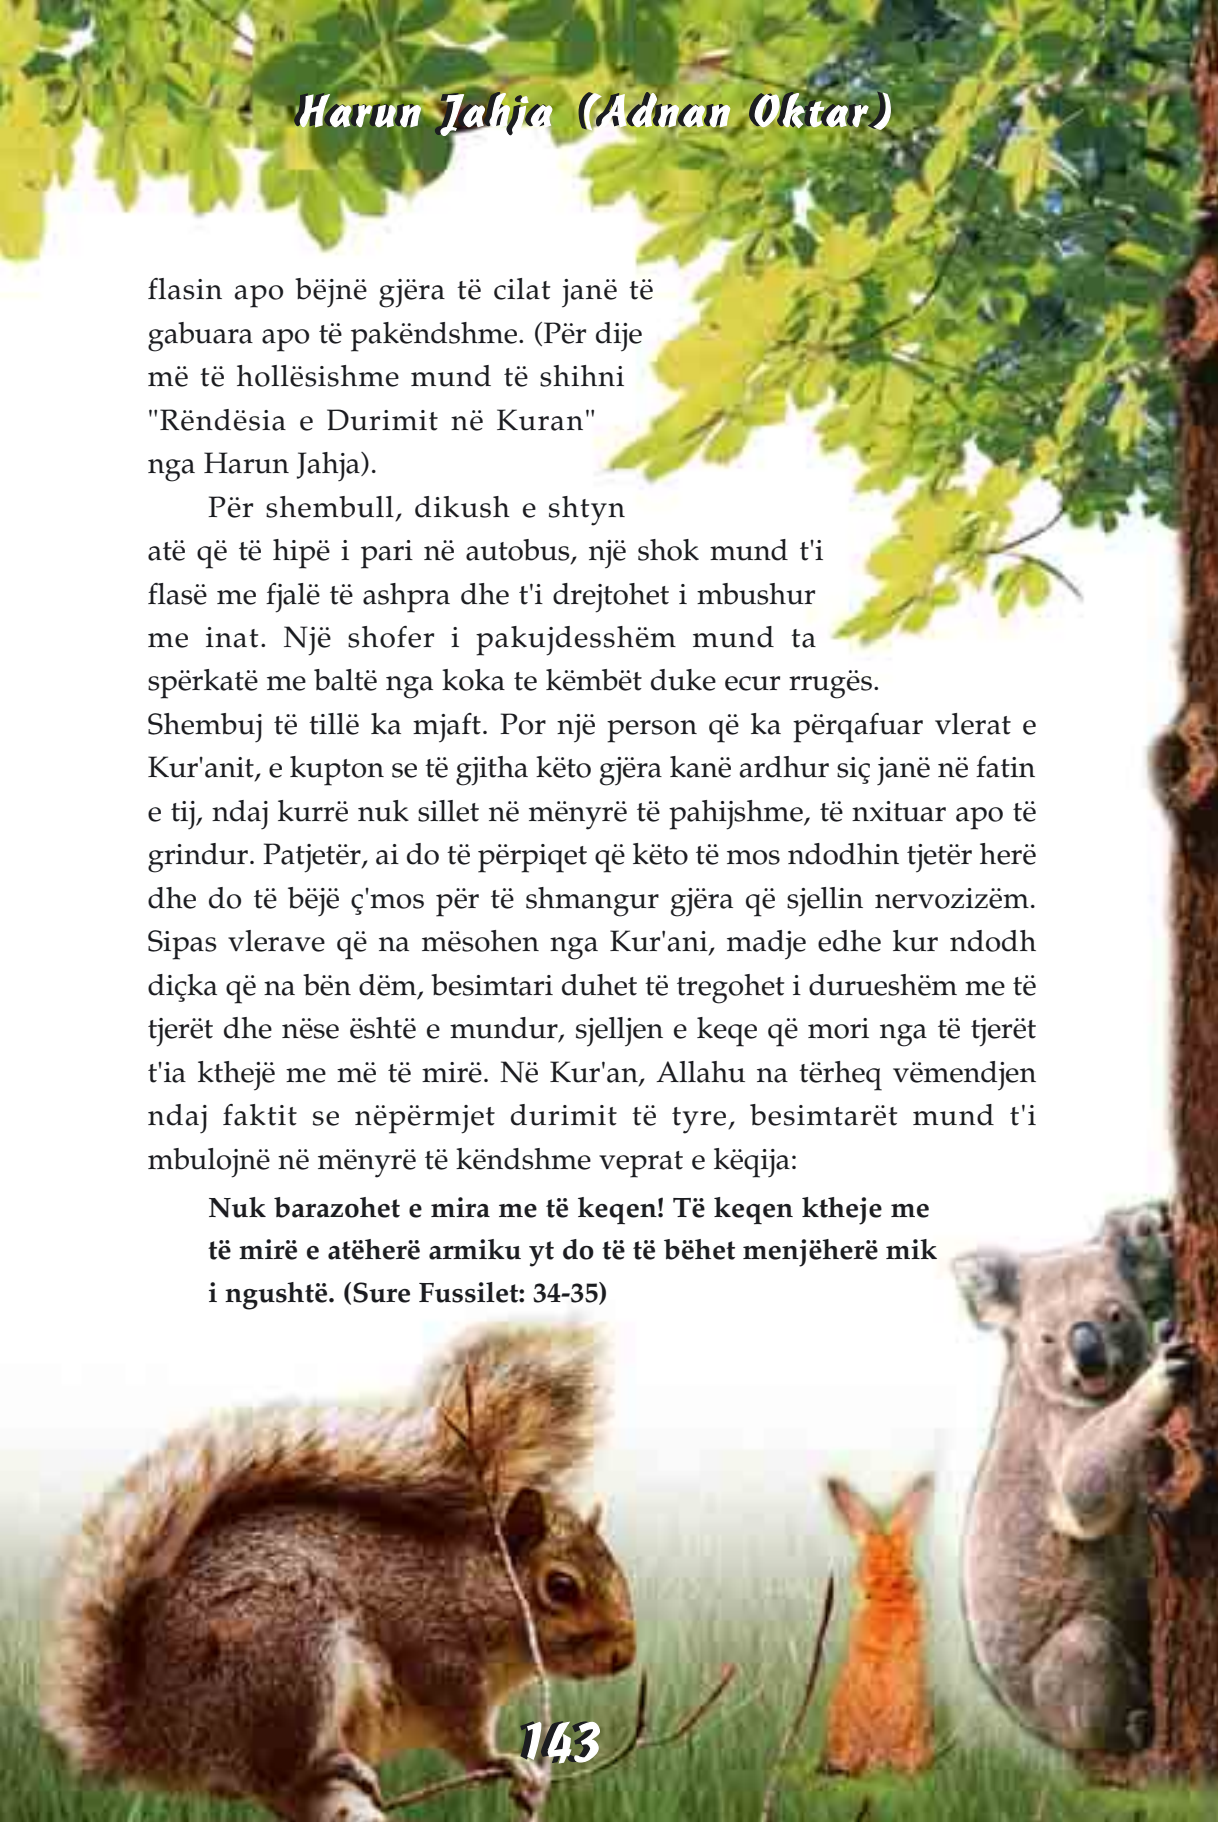 Harun Jahja (Adnan Oktar)
flasin apo bëjnë gjëra të cilat janë të
gabuara apo të pakëndshme. (Për dije
më të hollësishme mund të shihni
"Rëndësia e Durimit në Kuran"
nga Harun Jahja).
Për shembull, dikush e shtyn
atë që të hipë i pari në autobus, një shok mund t'i
flasë me fjalë të ashpra dhe t'i drejtohet i mbushur
me inat. Një shofer i pakujdesshëm mund ta
spërkatë me baltë nga koka te këmbët duke ecur rrugës.
Shembuj të tillë ka mjaft. Por një person që ka përqafuar vlerat e
Kur'anit, e kupton se të gjitha këto gjëra kanë ardhur siç janë në fatin
e tij, ndaj kurrë nuk sillet në mënyrë të pahijshme, të nxituar apo të
grindur. Patjetër, ai do të përpiqet që këto të mos ndodhin tjetër herë
dhe do të bëjë ç'mos për të shmangur gjëra që sjellin nervozizëm.
Sipas vlerave që na mësohen nga Kur'ani, madje edhe kur ndodh
diçka që na bën dëm, besimtari duhet të tregohet i durueshëm me të
tjerët dhe nëse është e mundur, sjelljen e keqe që mori nga të tjerët
t'ia kthejë me më të mirë. Në Kur'an, Allahu na tërheq vëmendjen
ndaj faktit se nëpërmjet durimit të tyre, besimtarët mund t'i
mbulojnë në mënyrë të këndshme veprat e këqija:
Nuk barazohet e mira me të keqen! Të keqen ktheje me
të mirë e atëherë armiku yt do të të bëhet menjëherë mik
i ngushtë. (Sure Fussilet: 34-35)
143